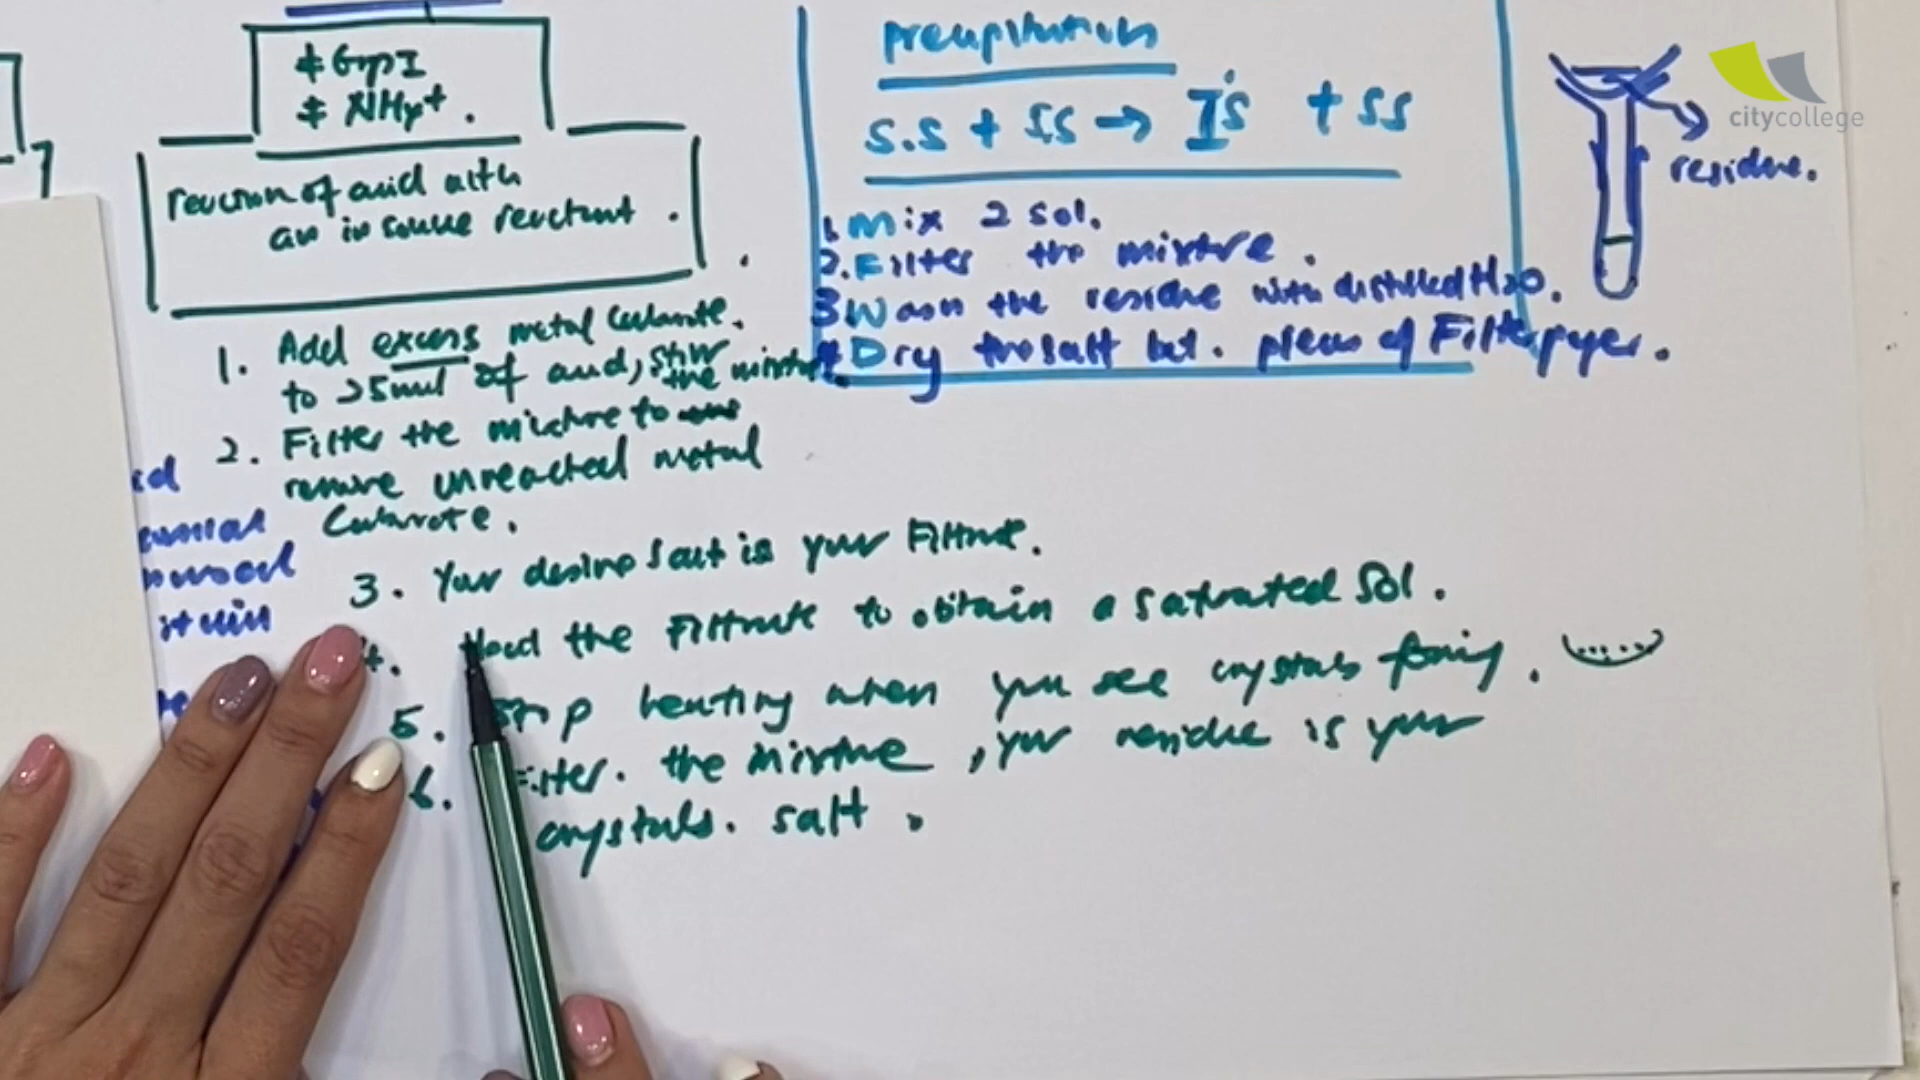 ≠ Grp I
≠ NH4+.
reaction of acid with
an insoluble reactant.
1. Add excess metal carbonate.
to 25ml of acid, stir
the mixture.
2. Filter the mixture to
remove unreacted metal
Carbonate.
3. Your desire salt is your Filtrate.
4. Head the Filtrate to obtain a saturated Sol.
5. Stop heating when you see crystals forming.
6. Filter. the mixture, your residue is your
crystals. salt.
precipitation
s.s + s.s → Is + ss
1. Mix 2 sol.
2. Filter the mixture.
3 Wash the residue with distilled H2O.
4 Dry the salt bet. pieces of Filter paper.
residue.
citycollege